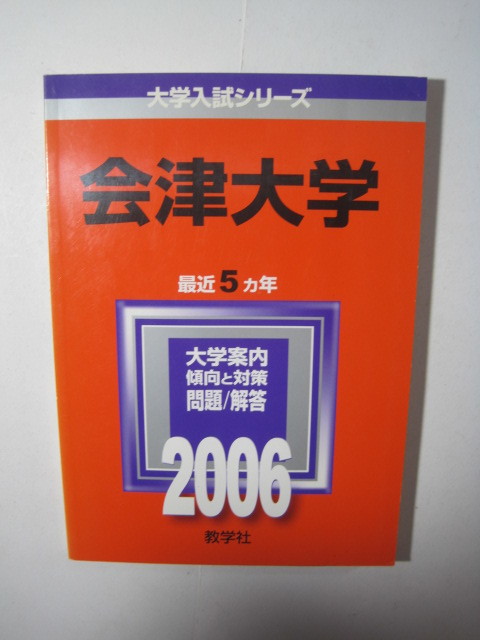 大学入試シリーズ
会津大学
最近5カ年
大学案内
傾向と対策
問題/解答
2006
教学社